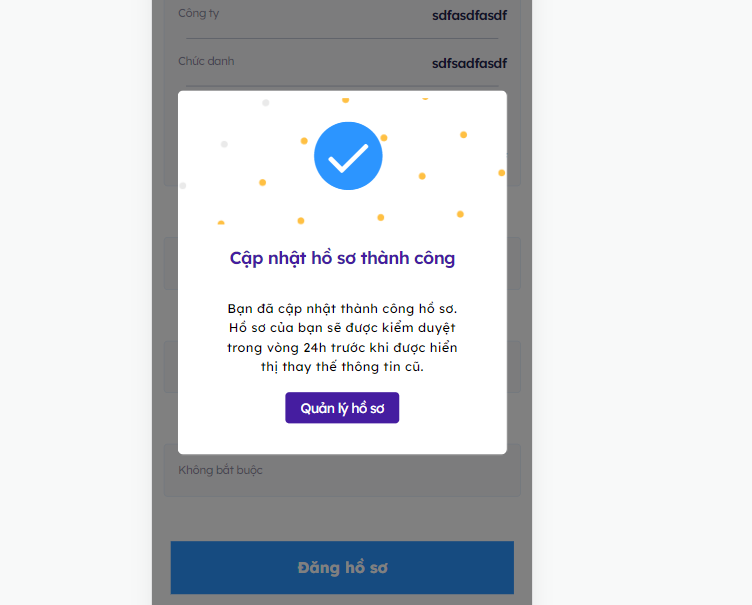 Công ty
sdfasdfasdf
Chức danh
sdfsadfasdf
Cập nhật hồ sơ thành công
Bạn đã cập nhật thành công hồ sơ.
Hồ sơ của bạn sẽ được kiểm duyệt
trong vòng 24h trước khi được hiển
thị thay thế thông tin cũ.
Quản lý hồ sơ
Không bắt buộc
Đăng hồ sơ